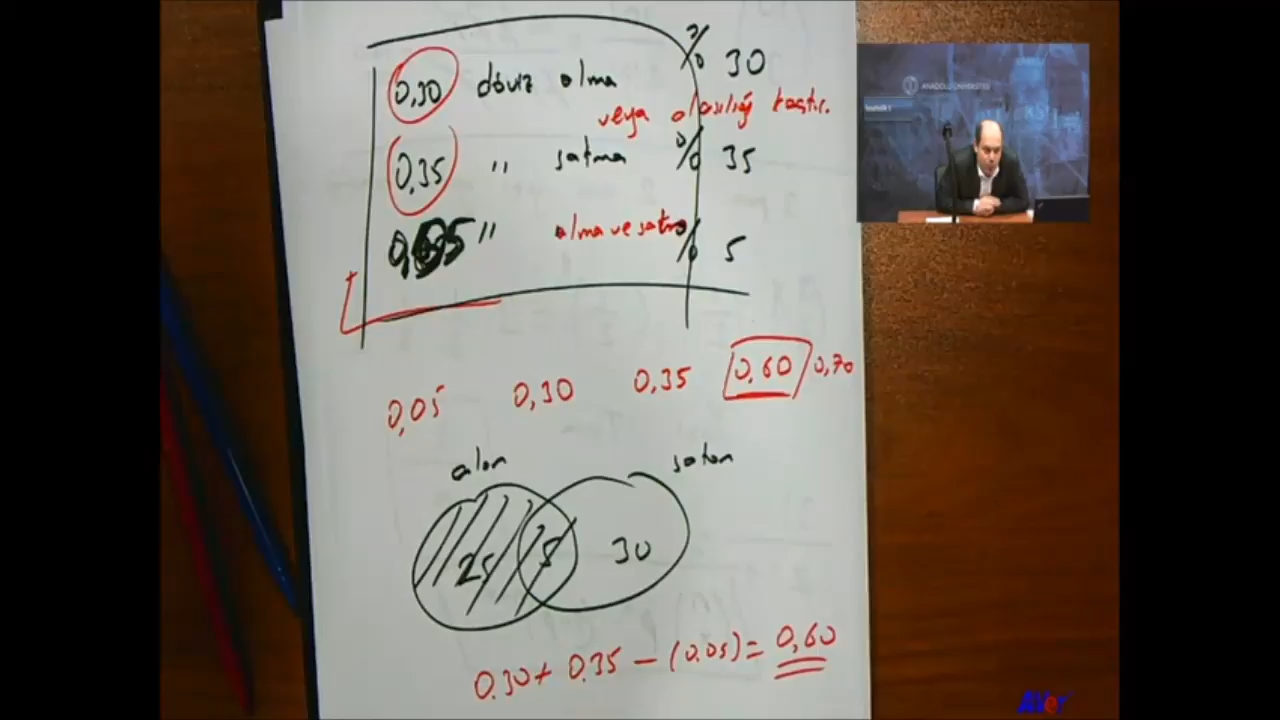 0,30 döviz alma % 30
veya olasılığı kaçtır.
0,35 " satma % 35
0,05 " alma ve satma % 5
0,05 0,30 0,35 0,60 0,70
alan satan
25 5 30
0.30 + 0.35 - (0.05) = 0,60
ANADOLU ÜNİVERSİTESİ
AVer